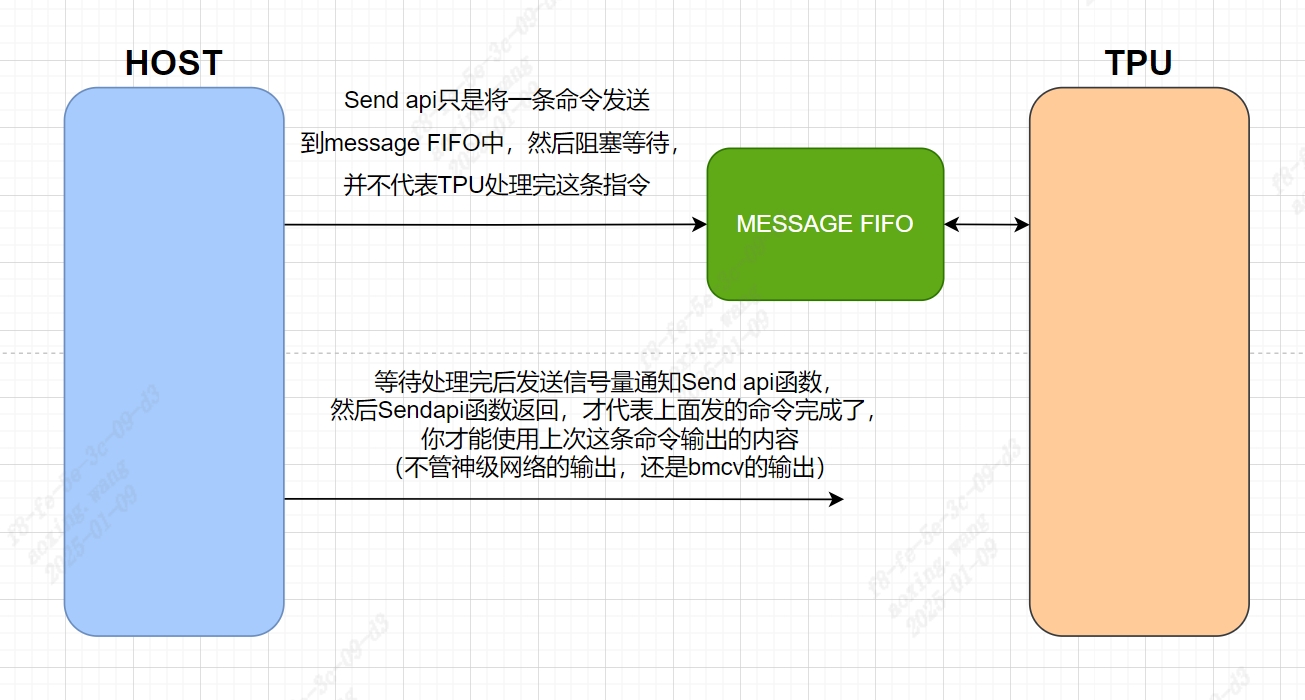 HOST
TPU
Send api只是将一条命令发送
到message FIFO中，然后阻塞等待，
并不代表TPU处理完这条指令
MESSAGE FIFO
等待处理完后发送信号量通知Send api函数，
然后Sendapi函数返回，才代表上面发的命令完成了，
你才能使用上次这条命令输出的内容
（不管神级网络的输出，还是bmcv的输出）
f8-fe-5e-3c-09-d3
aoxing.wang
2025-01-09